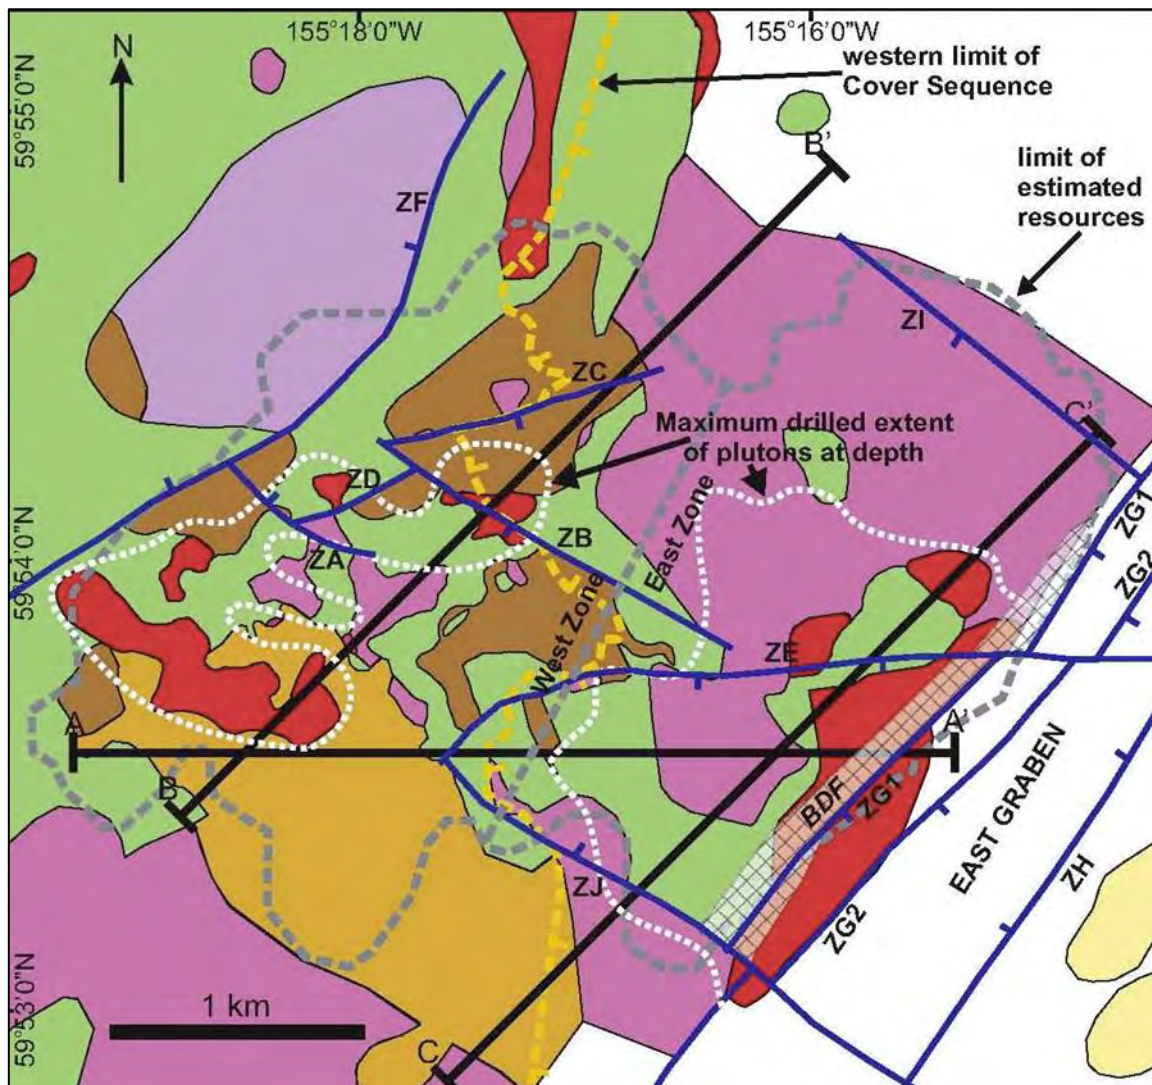 155°18'0"W
155°16'0"W
N
western limit of
Cover Sequence
59°55'0"N
B'
limit of
estimated
resources
ZF
ZI
ZC
C'
Maximum drilled extent
of plutons at depth
ZD
ZG1
East Zone
ZB
59°54'0"N
ZA
ZG2
West Zone
ZE
A
A'
B
BDF
ZG1
EAST GRABEN
ZH
ZJ
ZG2
59°53'0"N
1 km
C